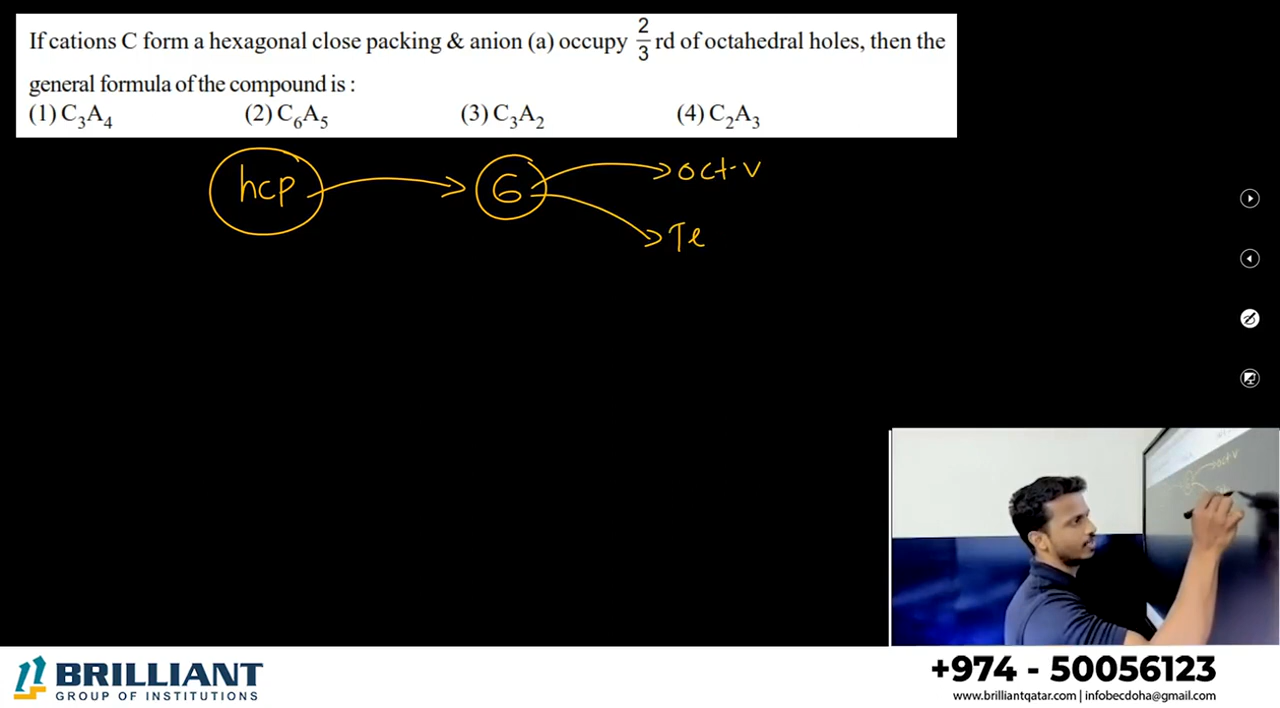 If cations C form a hexagonal close packing & anion (a) occupy 2/3 rd of octahedral holes, then the
general formula of the compound is :
(1) C₃A₄ (2) C₆A₅ (3) C₃A₂ (4) C₂A₃
hcp 6 oct-v
Te
BRILLIANT
GROUP OF INSTITUTIONS
+974 - 50056123
www.brilliantqatar.com | infobecdoha@gmail.com